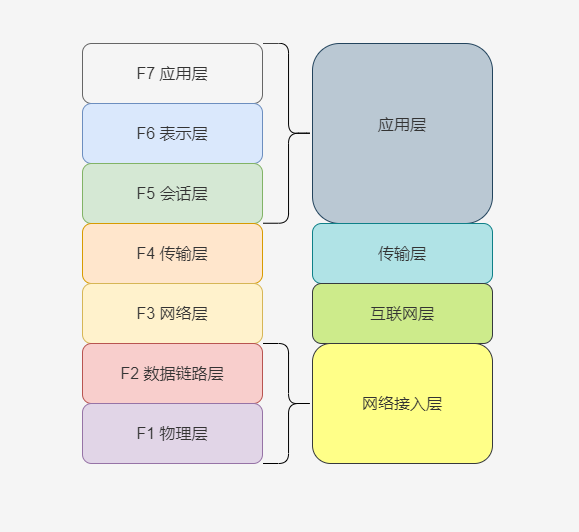 F7 应用层
F6 表示层
F5 会话层
F4 传输层
F3 网络层
F2 数据链路层
F1 物理层
应用层
传输层
互联网层
网络接入层